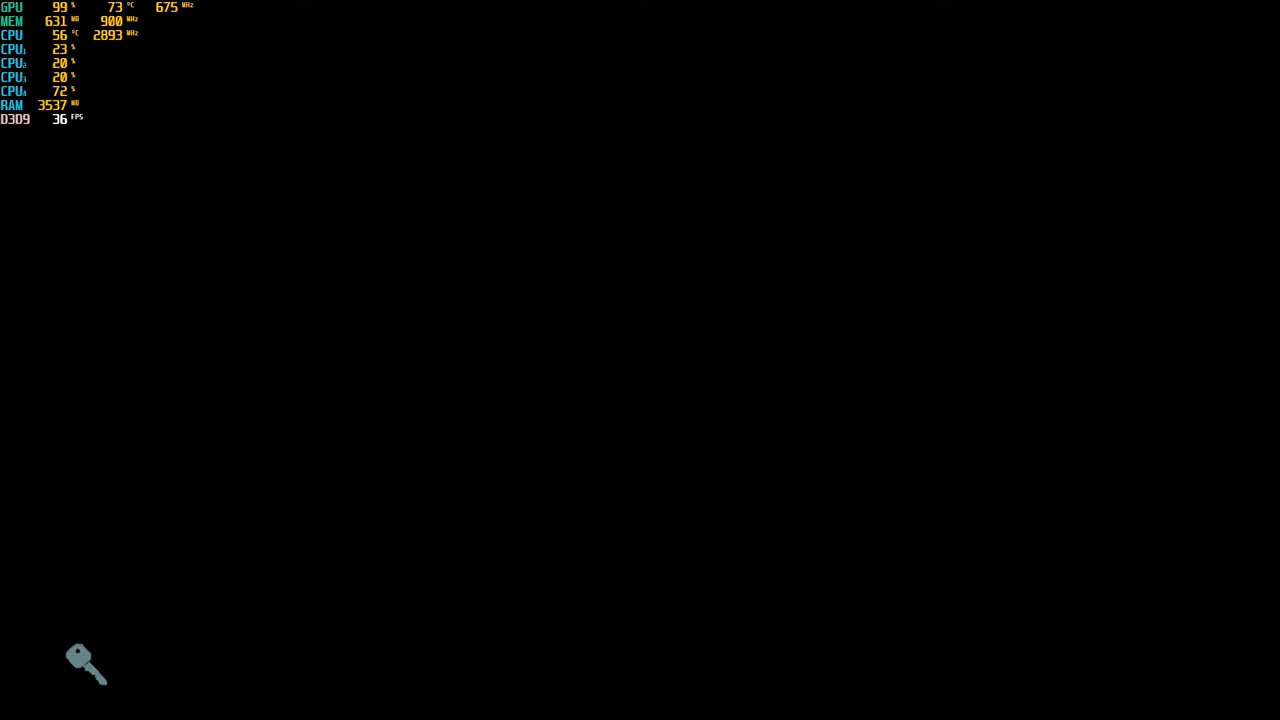 GPU 99 % 73 °C 675 MHz
MEM 631 MB 900 MHz
CPU 56 °C 2893 MHz
CPU1 23 %
CPU2 20 %
CPU3 20 %
CPU4 72 %
RAM 3537 MB
D3D9 36 FPS